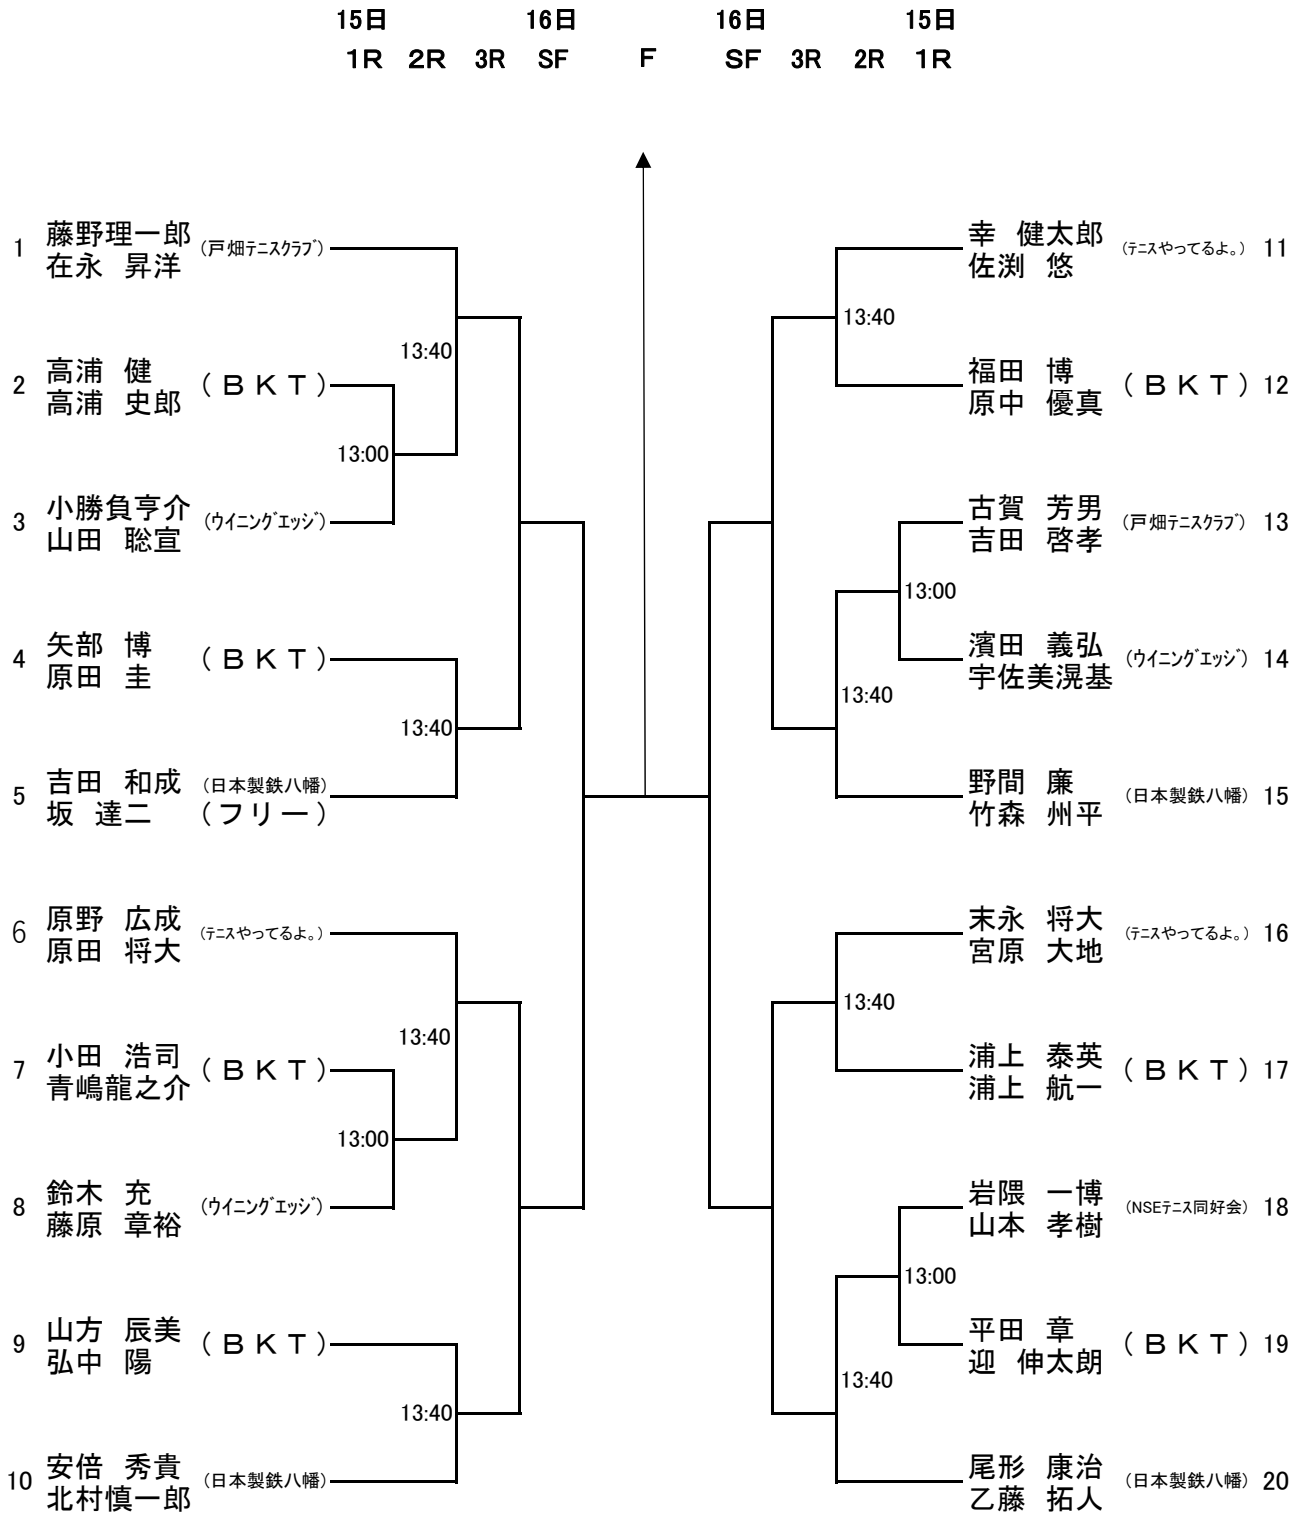 15日 16日 16日 15日
1R 2R 3R SF F SF 3R 2R 1R
1 藤野理一郎 (戸畑テニスクラブ)
在永 昇洋
13:40
2 高浦 健 (BKT)
高浦 史郎
13:00
3 小勝負亨介 (ウイニングエッジ)
山田 聡宣
4 矢部 博 (BKT)
原田 圭
13:40
5 吉田 和成 (日本製鉄八幡)
坂 達二 (フリー)
6 原野 広成 (テニスやってるよ。)
原田 将大
13:40
7 小田 浩司 (BKT)
青嶋龍之介
13:00
8 鈴木 充 (ウイニングエッジ)
藤原 章裕
9 山方 辰美 (BKT)
弘中 陽
13:40
10 安倍 秀貴 (日本製鉄八幡)
北村慎一郎
幸 健太郎 (テニスやってるよ。) 11
佐渕 悠
13:40
福田 博 (BKT) 12
原中 優真
古賀 芳男 (戸畑テニスクラブ) 13
吉田 啓孝
13:00
濱田 義弘 (ウイニングエッジ) 14
宇佐美滉基
13:40
野間 廉 (日本製鉄八幡) 15
竹森 州平
末永 将大 (テニスやってるよ。) 16
宮原 大地
13:40
浦上 泰英 (BKT) 17
浦上 航一
岩隈 一博 (NSEテニス同好会) 18
山本 孝樹
13:00
平田 章 (BKT) 19
迎 伸太朗
13:40
尾形 康治 (日本製鉄八幡) 20
乙藤 拓人